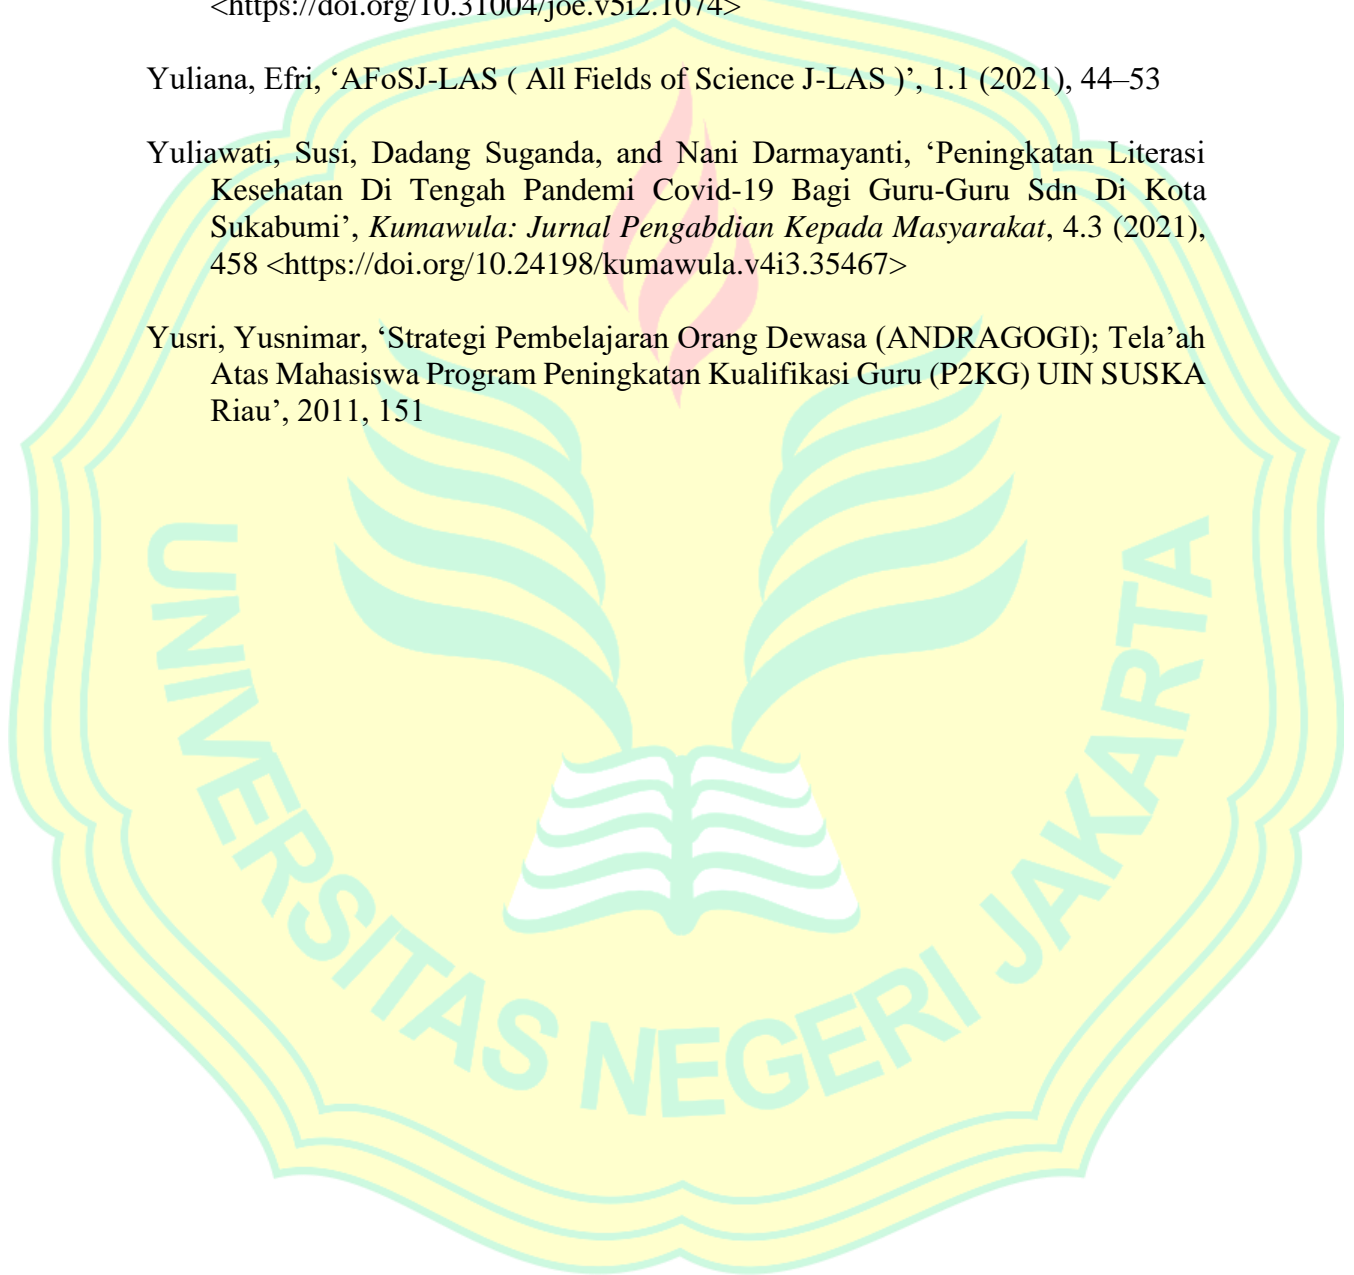 <https://doi.org/10.31004/joe.v5i2.1074>
Yuliana, Efri, ‘AFoSJ-LAS ( All Fields of Science J-LAS )’, 1.1 (2021), 44–53
Yuliawati, Susi, Dadang Suganda, and Nani Darmayanti, ‘Peningkatan Literasi
Kesehatan Di Tengah Pandemi Covid-19 Bagi Guru-Guru Sdn Di Kota
Sukabumi’, Kumawula: Jurnal Pengabdian Kepada Masyarakat, 4.3 (2021),
458 <https://doi.org/10.24198/kumawula.v4i3.35467>
Yusri, Yusnimar, ‘Strategi Pembelajaran Orang Dewasa (ANDRAGOGI); Tela’ah
Atas Mahasiswa Program Peningkatan Kualifikasi Guru (P2KG) UIN SUSKA
Riau’, 2011, 151
UNIVERSITAS NEGERI JAKARTA